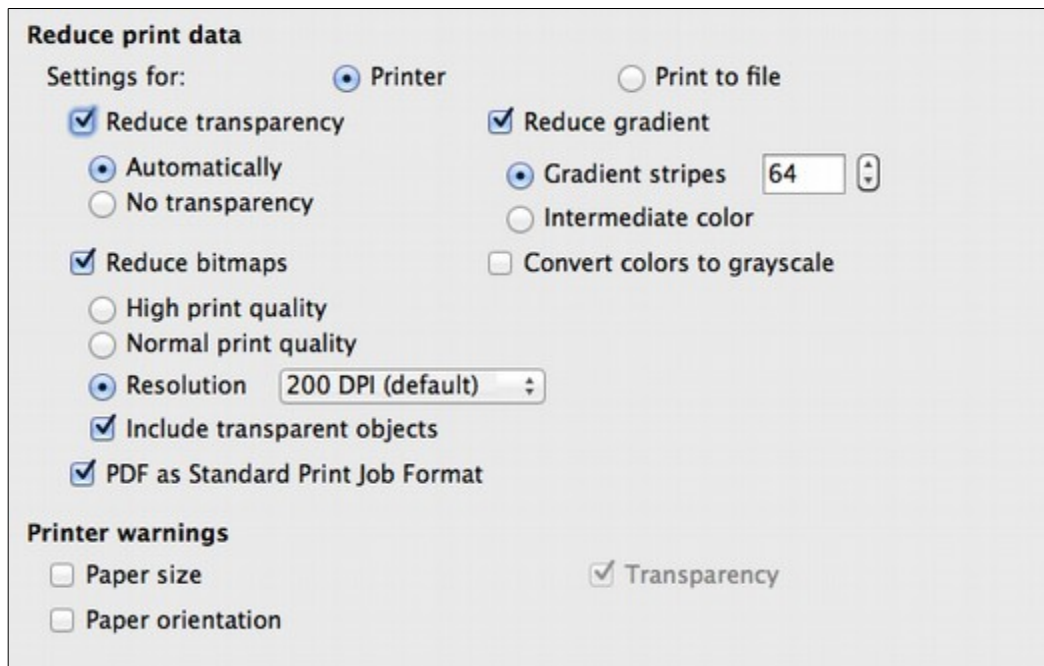 Reduce print data
Settings for: Printer Print to file
Reduce transparency Reduce gradient
Automatically Gradient stripes 64
No transparency Intermediate color
Reduce bitmaps Convert colors to grayscale
High print quality
Normal print quality
Resolution 200 DPI (default)
Include transparent objects
PDF as Standard Print Job Format
Printer warnings
Paper size Transparency
Paper orientation